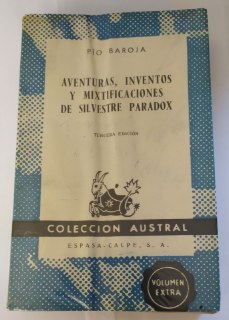 PIO BAROJA
AVENTURAS, INVENTOS
Y MIXTIFICACIONES
DE SILVESTRE PARADOX
TERCERA EDICIÓN
COLECCION AUSTRAL
ESPASA-CALPE, S. A.
VOLUMEN
EXTRA